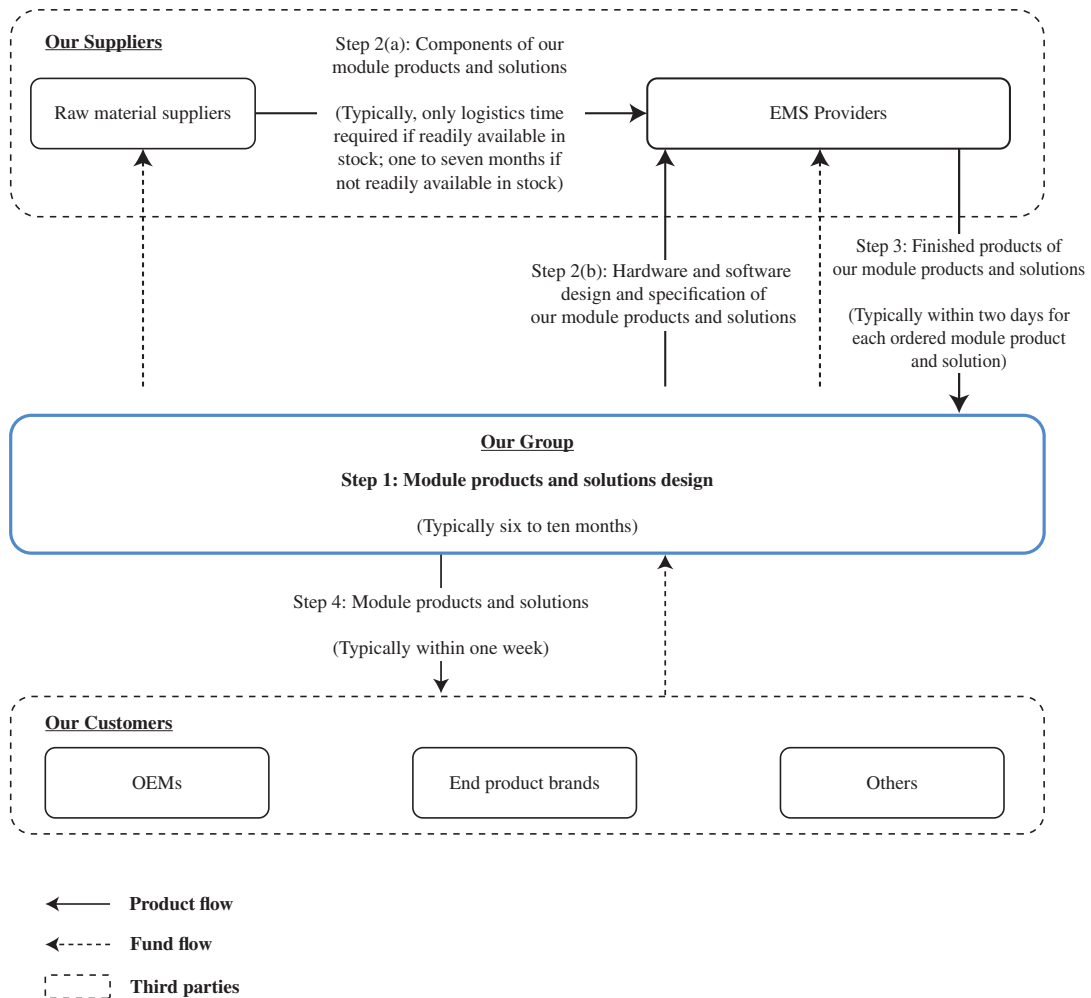 Our Suppliers
Raw material suppliers
Step 2(a): Components of our
module products and solutions
(Typically, only logistics time
required if readily available in
stock; one to seven months if
not readily available in stock)
EMS Providers
Step 2(b): Hardware and software
design and specification of
our module products and solutions
Step 3: Finished products of
our module products and solutions
(Typically within two days for
each ordered module product
and solution)
Our Group
Step 1: Module products and solutions design
(Typically six to ten months)
Step 4: Module products and solutions
(Typically within one week)
Our Customers
OEMs
End product brands
Others
Product flow
Fund flow
Third parties